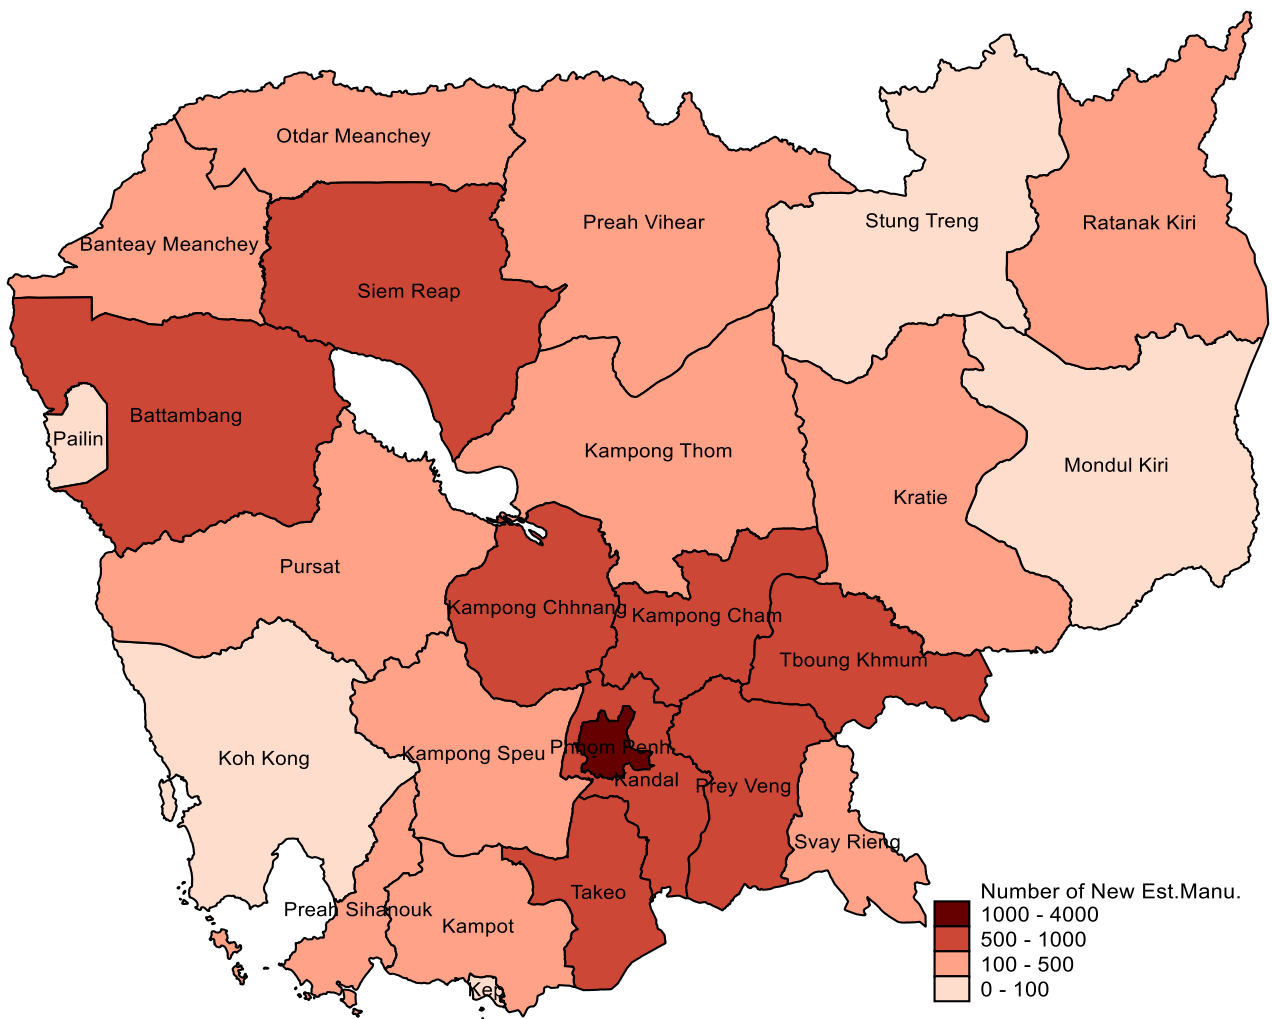 Otdar Meanchey
Preah Vihear
Stung Treng
Ratanak Kiri
Banteay Meanchey
Siem Reap
Battambang
Pailin
Kampong Thom
Mondul Kiri
Kratie
Pursat
Kampong Chhnang
Kampong Cham
Tboung Khmum
Koh Kong
Kampong Speu
Phnom Penh
Kandal
Prey Veng
Svay Rieng
Takeo
Preah Sihanouk
Kampot
Kep
Number of New Est.Manu.
1000 - 4000
500 - 1000
100 - 500
0 - 100